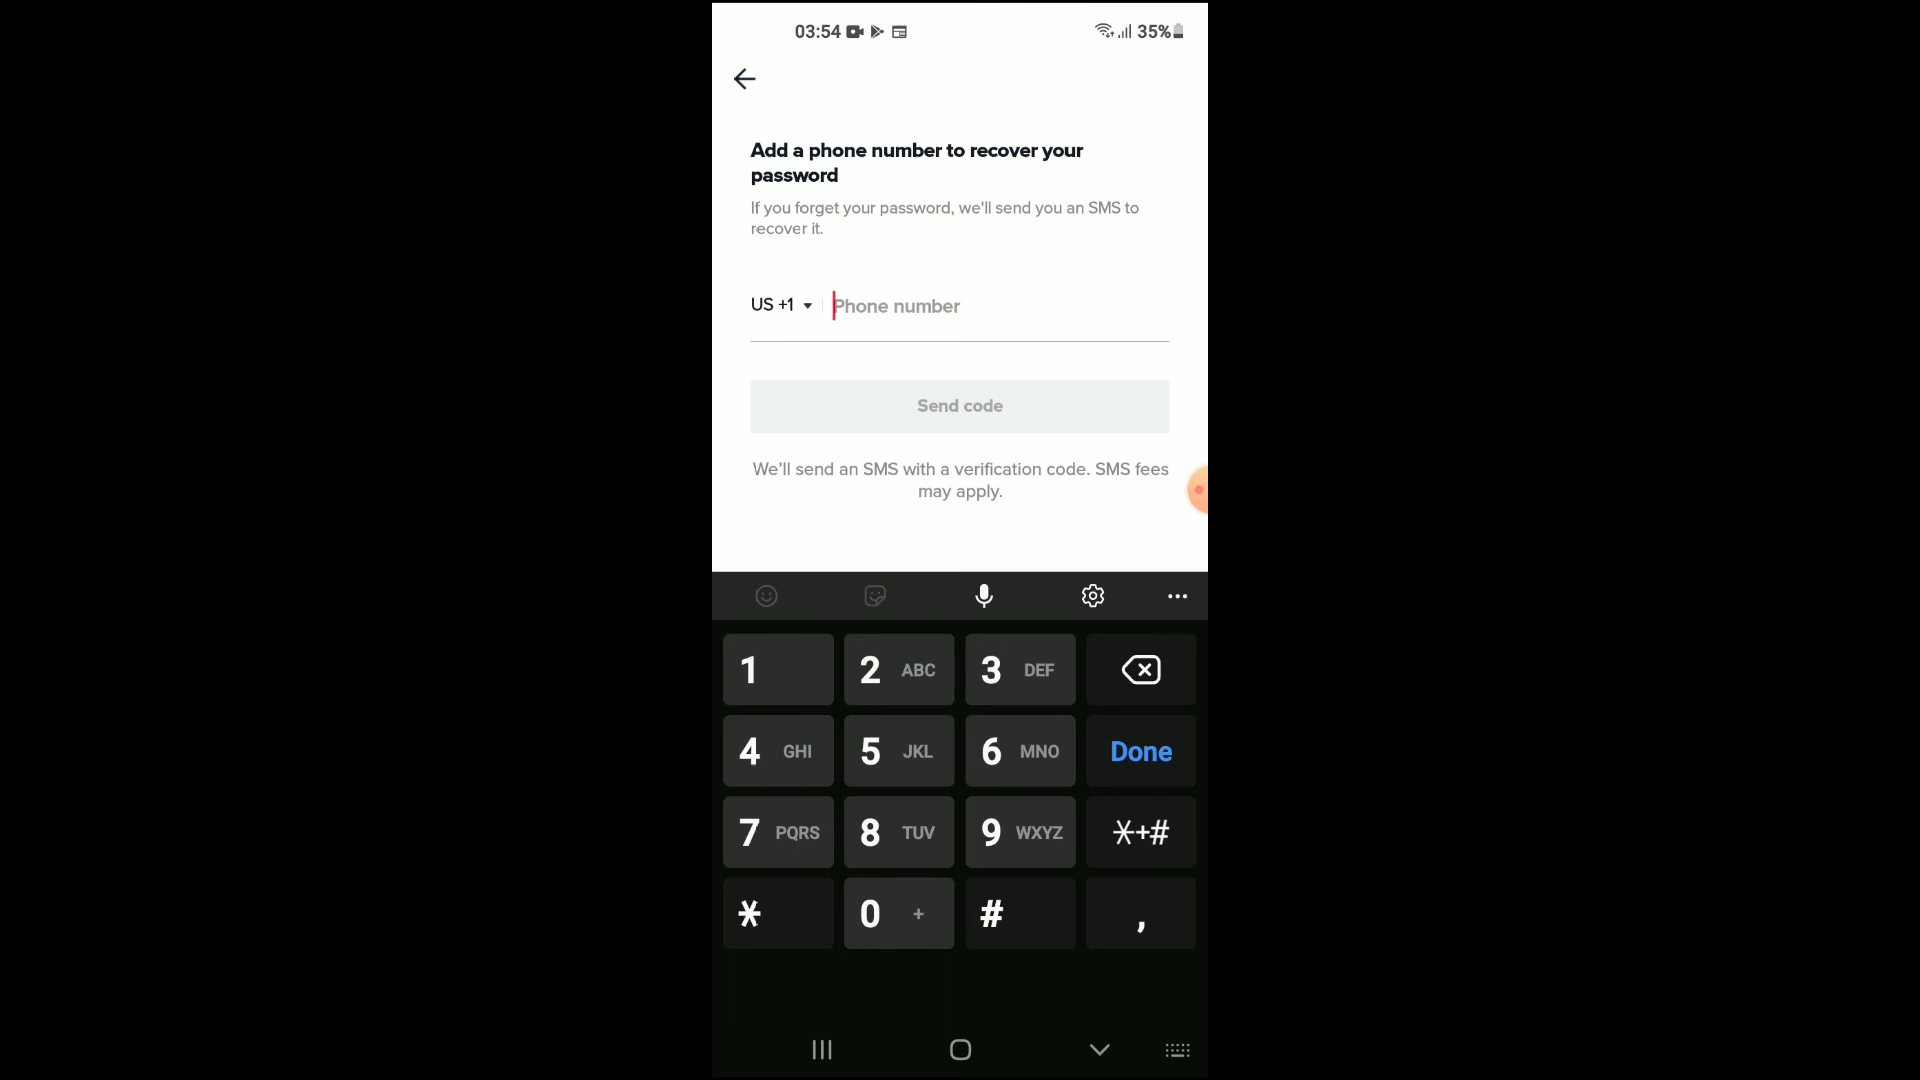 03:54
35%
Add a phone number to recover your
password
If you forget your password, we'll send you an SMS to
recover it.
US +1
Phone number
Send code
We'll send an SMS with a verification code. SMS fees
may apply.
1 2 ABC 3 DEF
4 GHI 5 JKL 6 MNO Done
7 PQRS 8 TUV 9 WXYZ *+#
* 0 + # ,